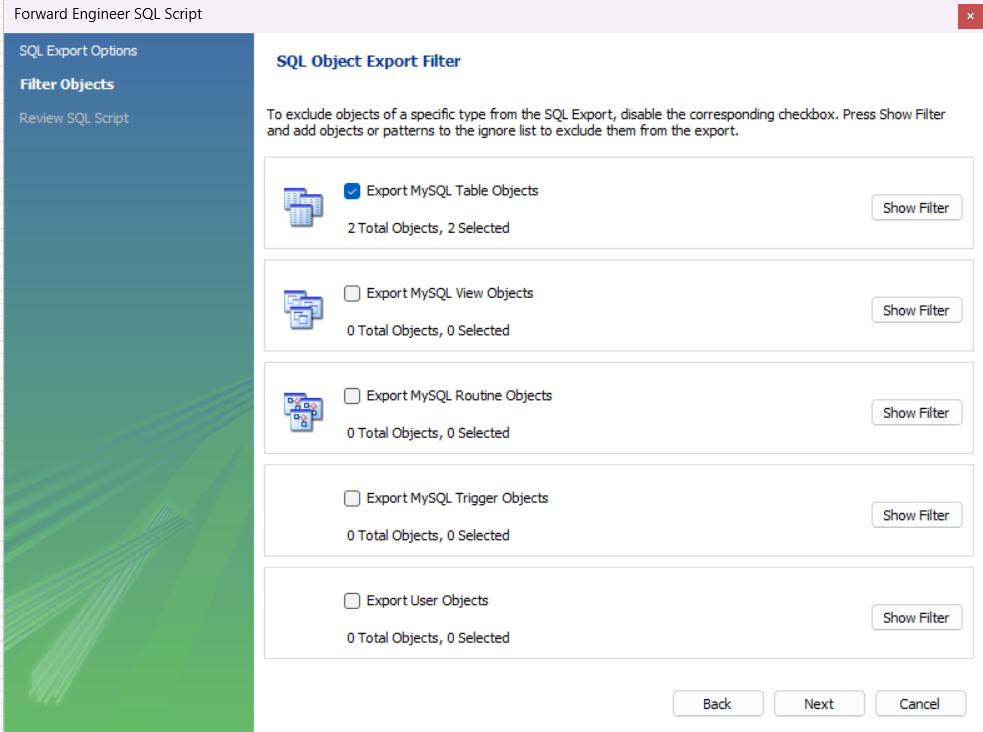 Forward Engineer SQL Script
SQL Export Options
Filter Objects
Review SQL Script
SQL Object Export Filter
To exclude objects of a specific type from the SQL Export, disable the corresponding checkbox. Press Show Filter
and add objects or patterns to the ignore list to exclude them from the export.
Export MySQL Table Objects
2 Total Objects, 2 Selected
Show Filter
Export MySQL View Objects
0 Total Objects, 0 Selected
Show Filter
Export MySQL Routine Objects
0 Total Objects, 0 Selected
Show Filter
Export MySQL Trigger Objects
0 Total Objects, 0 Selected
Show Filter
Export User Objects
0 Total Objects, 0 Selected
Show Filter
Back
Next
Cancel